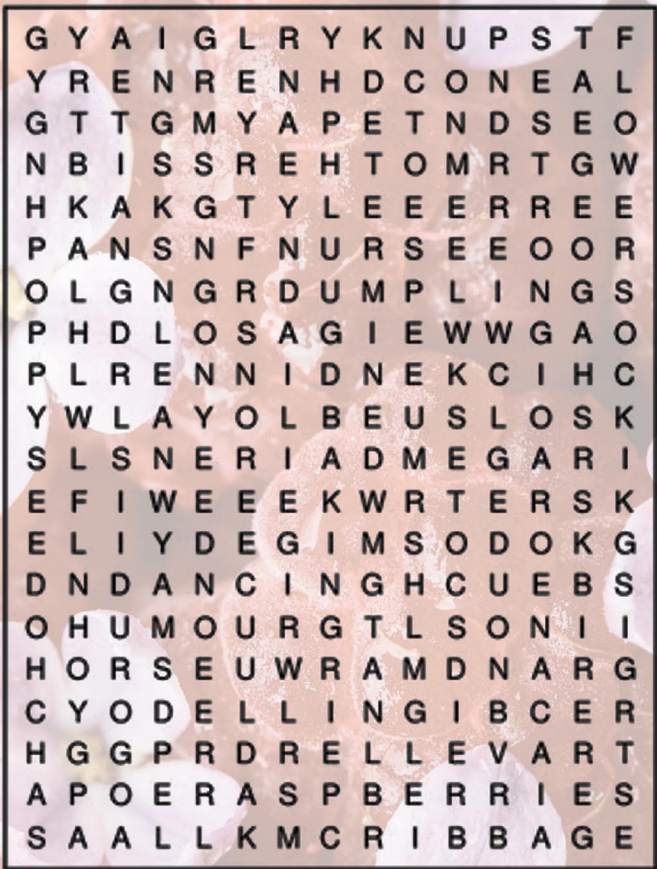 G Y A I G L R Y K N U P S T F
Y R E N R E N H D C O N E A L
G T T G M Y A P E T N D S E O
N B I S S R E H T O M R T G W
H K A K G T Y L E E E R R E E
P A N S N F N U R S E E O O R
O L G N G R D U M P L I N G S
P H D L O S A G I E W W G A O
P L R E N N I D N E K C I H C
Y W L A Y O L B E U S L O S K
S L S N E R I A D M E G A R I
E F I W E E E K W R T E R S K
E L I Y D E G I M S O D O K G
D N D A N C I N G H C U E B S
O H U M O U R G T L S O N I I
H O R S E U W R A M D N A R G
C Y O D E L L I N G I B C E R
H G G P R D R E L L E V A R T
A P O E R A S P B E R R I E S
S A A L L K M C R I B B A G E